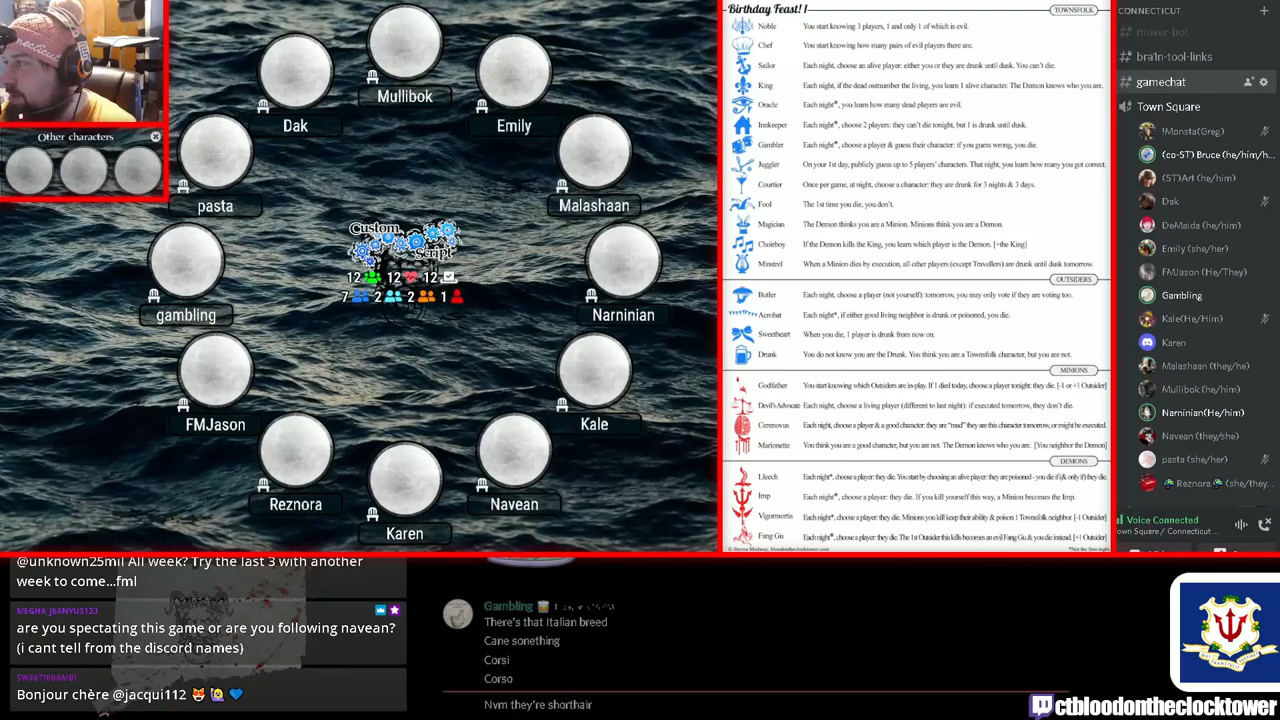 Other characters
Mullibok
Dak
Emily
pasta
Malashaan
gambling
Narninian
FMJason
Kale
Reznora
Navean
Karen
Custom
Script
12 12 12
7 2 2 1
Birthday Feast! 1
TOWNSFOLK
Noble You start knowing 3 players, 1 and only 1 of which is evil.
Chef You start knowing how many pairs of evil players there are.
Sailor Each night, choose an alive player: either you or they are drunk until dusk. You can't die.
King Each night, if the dead outnumber the living, you learn 1 alive character. The Demon knows who you are.
Oracle Each night*, you learn how many dead players are evil.
Innkeeper Each night*, choose 2 players: they can't die tonight, but 1 is drunk until dusk.
Gambler Each night*, choose a player & guess their character: if you guess wrong, you die.
Juggler On your 1st day, publicly guess up to 5 players' characters. That night, you learn how many you got correct.
Courtier Once per game, at night, choose a character: they are drunk for 3 nights & 3 days.
Fool The 1st time you die, you don't.
Magician The Demon thinks you are a Minion. Minions think you are a Demon.
Choirboy If the Demon kills the King, you learn which player is the Demon. [+the King]
Minstrel When a Minion dies by execution, all other players (except Travellers) are drunk until dusk tomorrow.
OUTSIDERS
Butler Each night, choose a player (not yourself): tomorrow, you may only vote if they are voting too.
Acrobat Each night*, if either good living neighbor is drunk or poisoned, you die.
Sweetheart When you die, 1 player is drunk from now on.
Drunk You do not know you are the Drunk. You think you are a Townsfolk character, but you are not.
MINIONS
Godfather You start knowing which Outsiders are in-play. If 1 died today, choose a player tonight: they die. [-1 or +1 Outsider]
Devil's Advocate Each night, choose a living player (different to last night): if executed tomorrow, they don't die.
Cerenovus Each night, choose a player & a good character: they are "mad" they are this character tomorrow, or might be executed.
Marionette You think you are a good character, but you are not. The Demon knows who you are. [You neighbor the Demon]
DEMONS
Lleech Each night*, choose a player: they die. You start by choosing an alive player: they are poisoned - you die if (& only if) they die.
Imp Each night*, choose a player: they die. If you kill yourself this way, a Minion becomes the Imp.
Vigormortis Each night*, choose a player: they die. Minions you kill keep their ability & poison 1 Townsfolk neighbor. [-1 Outsider]
Fang Gu Each night*, choose a player: they die. The 1st Outsider this kills becomes an evil Fang Gu & you die instead. [+1 Outsider]
© Steven Medway, bloodontheclocktower.com
*Not the first night
CONNECTICUT
mover-bot
bra1n-tool-links
gamechat
Town Square
!Nansta(Greg)
(Co-ST) Bruce (he/him/h...
(ST)Art (he/him)
Dak
DeMaida (he/him)
Emily (she/her)
FMJason (He/They)
Gambling
Kale(He/Him)
Karen
Malashaan (they/he)
Mullibok (he/him)
Narninian(He/him)
Navean (they/she)
pasta (she/her)
Reznora (she/they...
Voice Connected
own Square / Connecticut ...
week to come...fml
MEGHA_JEANYUS123
are you spectating this game or are you following navean?
(i cant tell from the discord names)
SWEETIEBAMBI
Bonjour chère @jacqui112 😻 🙋 💙
Gambling
There's that Italian breed
Cane sonething
Corsi
Corso
Nvm they're shorthair
ctbloodontheclocktower